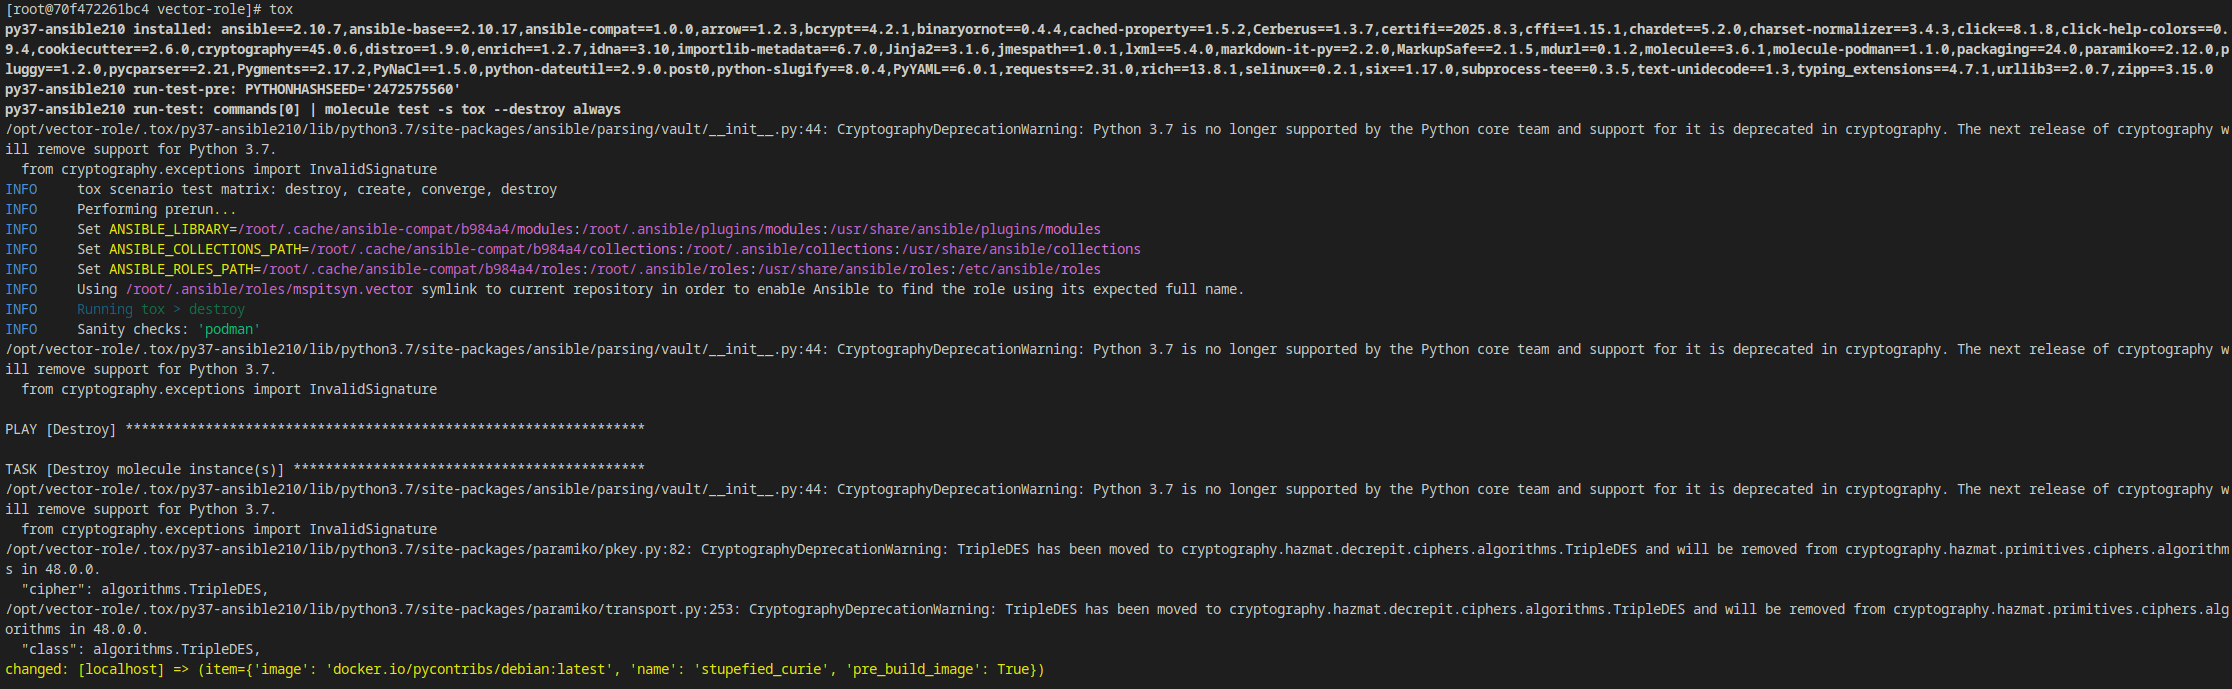 [root@70f472261bc4 vector-role]# tox
py37-ansible210 installed: ansible==2.10.7,ansible-base==2.10.17,ansible-compat==1.0.0,arrow==1.2.3,bcrypt==4.2.1,binaryornot==0.4.4,cached-property==1.5.2,Cerberus==1.3.7,certifi==2025.8.3,cffi==1.15.1,chardet==5.2.0,charset-normalizer==3.4.3,click==8.1.8,click-help-colors==0.
9.4,cookiecutter==2.6.0,cryptography==45.0.6,distro==1.9.0,enrich==1.2.7,idna==3.10,importlib-metadata==6.7.0,Jinja2==3.1.6,jmespath==1.0.1,lxml==5.4.0,markdown-it-py==2.2.0,MarkupSafe==2.1.5,mdurl==0.1.2,molecule==3.6.1,molecule-podman==1.1.0,packaging==24.0,paramiko==2.12.0,p
luggy==1.2.0,pycparser==2.21,Pygments==2.17.2,PyNaCl==1.5.0,python-dateutil==2.9.0.post0,python-slugify==8.0.4,PyYAML==6.0.1,requests==2.31.0,rich==13.8.1,selinux==0.2.1,six==1.17.0,subprocess-tee==0.3.5,text-unidecode==1.3,typing_extensions==4.7.1,urllib3==2.0.7,zipp==3.15.0
py37-ansible210 run-test-pre: PYTHONHASHSEED='2472575560'
py37-ansible210 run-test: commands[0] | molecule test -s tox --destroy always
/opt/vector-role/.tox/py37-ansible210/lib/python3.7/site-packages/ansible/parsing/vault/__init__.py:44: CryptographyDeprecationWarning: Python 3.7 is no longer supported by the Python core team and support for it is deprecated in cryptography. The next release of cryptography w
ill remove support for Python 3.7.
  from cryptography.exceptions import InvalidSignature
INFO     tox scenario test matrix: destroy, create, converge, destroy
INFO     Performing prerun...
INFO     Set ANSIBLE_LIBRARY=/root/.cache/ansible-compat/b984a4/modules:/root/.ansible/plugins/modules:/usr/share/ansible/plugins/modules
INFO     Set ANSIBLE_COLLECTIONS_PATH=/root/.cache/ansible-compat/b984a4/collections:/root/.ansible/collections:/usr/share/ansible/collections
INFO     Set ANSIBLE_ROLES_PATH=/root/.cache/ansible-compat/b984a4/roles:/root/.ansible/roles:/usr/share/ansible/roles:/etc/ansible/roles
INFO     Using /root/.ansible/roles/mspitsyn.vector symlink to current repository in order to enable Ansible to find the role using its expected full name.
INFO     Running tox > destroy
INFO     Sanity checks: 'podman'
/opt/vector-role/.tox/py37-ansible210/lib/python3.7/site-packages/ansible/parsing/vault/__init__.py:44: CryptographyDeprecationWarning: Python 3.7 is no longer supported by the Python core team and support for it is deprecated in cryptography. The next release of cryptography w
ill remove support for Python 3.7.
  from cryptography.exceptions import InvalidSignature

PLAY [Destroy] *****************************************************************

TASK [Destroy molecule instance(s)] ********************************************
/opt/vector-role/.tox/py37-ansible210/lib/python3.7/site-packages/ansible/parsing/vault/__init__.py:44: CryptographyDeprecationWarning: Python 3.7 is no longer supported by the Python core team and support for it is deprecated in cryptography. The next release of cryptography w
ill remove support for Python 3.7.
  from cryptography.exceptions import InvalidSignature
/opt/vector-role/.tox/py37-ansible210/lib/python3.7/site-packages/paramiko/pkey.py:82: CryptographyDeprecationWarning: TripleDES has been moved to cryptography.hazmat.decrepit.ciphers.algorithms.TripleDES and will be removed from cryptography.hazmat.primitives.ciphers.algorithm
s in 48.0.0.
  "cipher": algorithms.TripleDES,
/opt/vector-role/.tox/py37-ansible210/lib/python3.7/site-packages/paramiko/transport.py:253: CryptographyDeprecationWarning: TripleDES has been moved to cryptography.hazmat.decrepit.ciphers.algorithms.TripleDES and will be removed from cryptography.hazmat.primitives.ciphers.alg
orithms in 48.0.0.
  "class": algorithms.TripleDES,
changed: [localhost] => (item={'image': 'docker.io/pycontribs/debian:latest', 'name': 'stupefied_curie', 'pre_build_image': True})